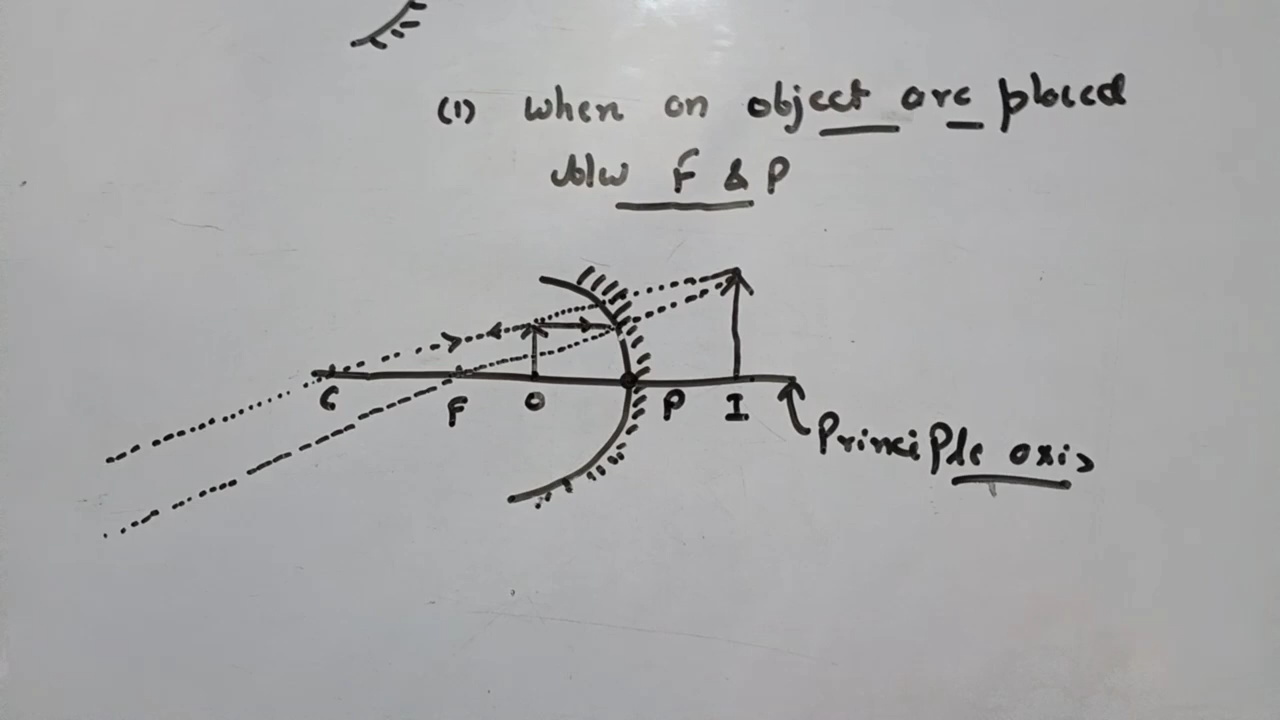 (1) When an object are placed
b/w F & P
C F O P I
Principle axis